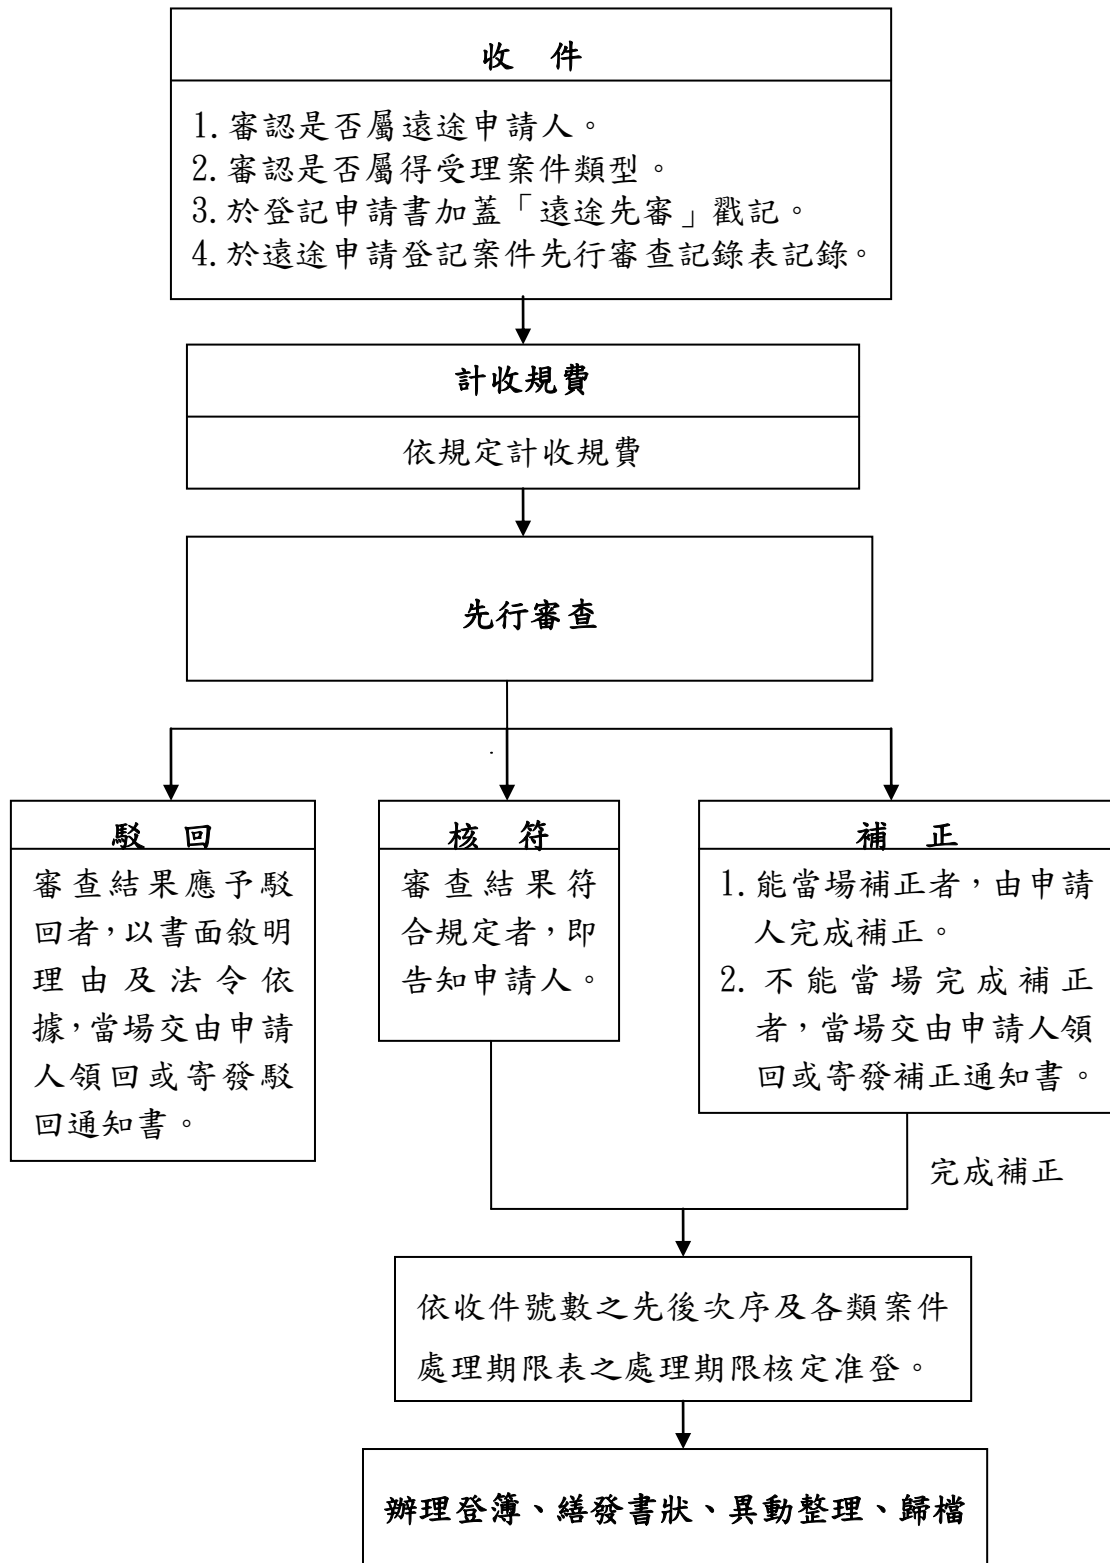 收 件
1.審認是否屬遠途申請人。
2.審認是否屬得受理案件類型。
3.於登記申請書加蓋「遠途先審」戳記。
4.於遠途申請登記案件先行審查記錄表記錄。
計收規費
依規定計收規費
先行審查
駁 回
審查結果應予駁
回者,以書面敘明
理由及法令依
據,當場交由申請
人領回或寄發駁
回通知書。
核 符
審查結果符
合規定者,即
告知申請人。
補 正
1.能當場補正者,由申請
人完成補正。
2.不能當場完成補正
者,當場交由申請人領
回或寄發補正通知書。
完成補正
依收件號數之先後次序及各類案件
處理期限表之處理期限核定准登。
辦理登簿、繕發書狀、異動整理、歸檔